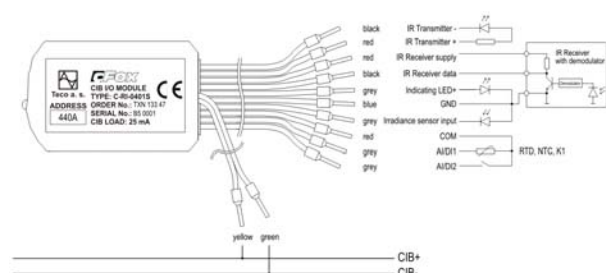 CFox
CIB I/O MODULE
TYPE: C-RI-0401S
ORDER No.: TXN 133 47
SERIAL No.: B5 0001
CIB LOAD: 25 mA
CE
Teco a. s.
ADDRESS
440A
black IR Transmitter -
red IR Transmitter +
red IR Receiver supply
black IR Receiver data
grey Indicating LED+
blue GND
grey Irradiance sensor input
red COM
grey AI/DI1
grey AI/DI2
IR Receiver
with demodulator
Demodulator
RTD, NTC, K1
yellow green
CIB+
CIB-